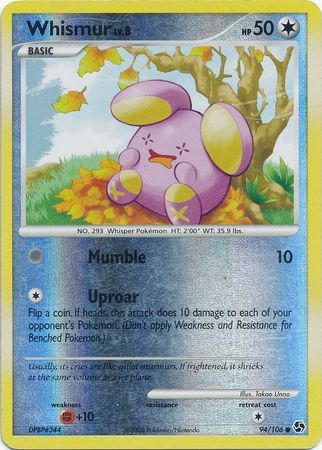 Whismur LV.8 HP 50
BASIC
NO. 293 Whisper Pokémon HT: 2'00" WT: 35.9 lbs.
Mumble 10
Uproar
Flip a coin. If heads, this attack does 10 damage to each of your
opponent's Pokémon. (Don't apply Weakness and Resistance for
Benched Pokémon.)
Usually, its cries are like quiet murmurs. If frightened, it shrieks
at the same volume as a jet plane.
Illus. Takao Unno
weakness resistance retreat cost
+10
DPBP#344 ©2008 Pokémon/Nintendo 94/106